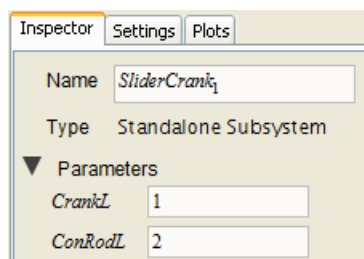 Inspector Settings Plots
Name SliderCrank1
Type Standalone Subsystem
Parameters
CrankL 1
ConRodL 2